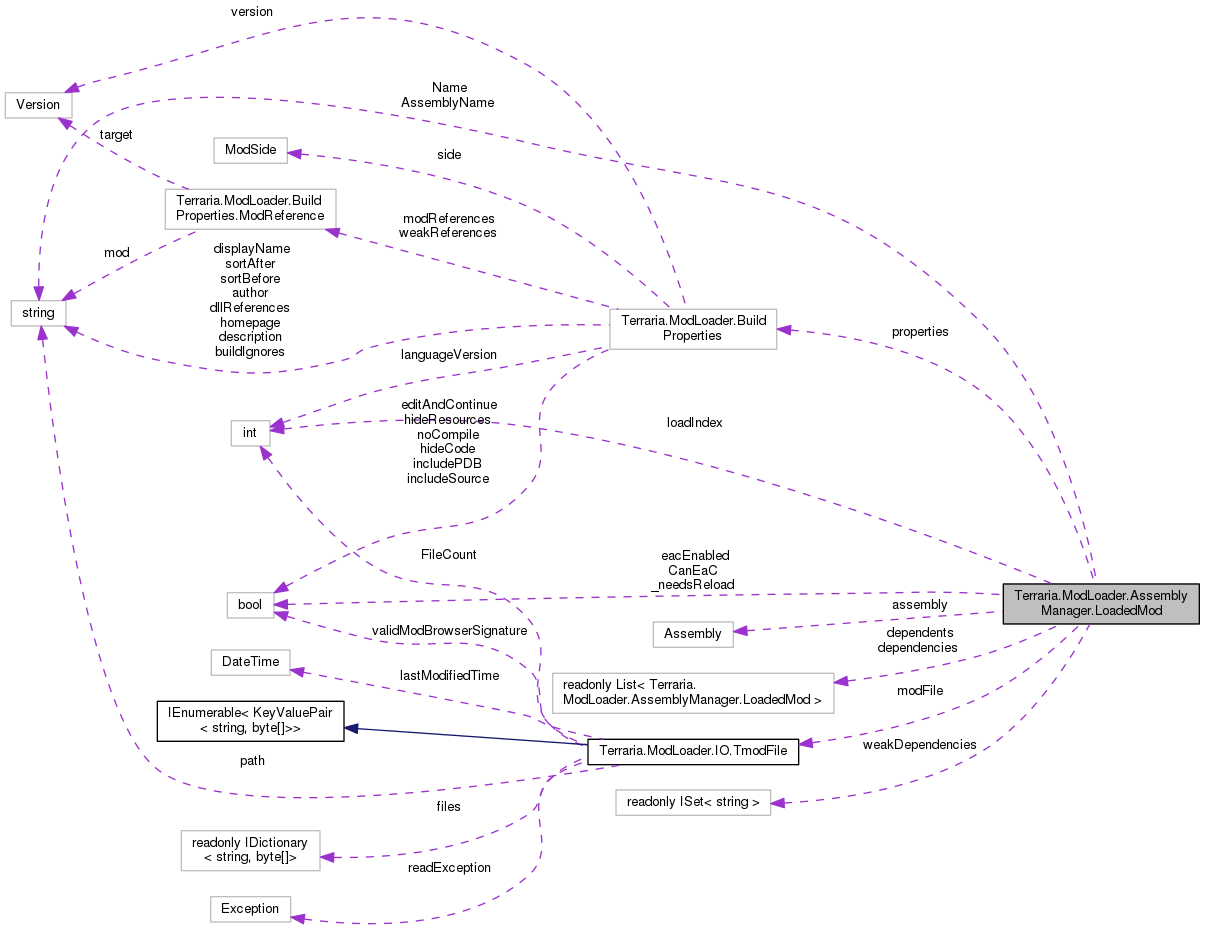 version
Name
AssemblyName
Version
target
ModSide
side
Terraria.ModLoader.Build
Properties.ModReference
modReferences
weakReferences
mod
displayName
sortAfter
sortBefore
author
dllReferences
homepage
description
buildIgnores
string
Terraria.ModLoader.Build
Properties
properties
languageVersion
int
editAndContinue
hideResources
noCompile
hideCode
includePDB
includeSource
loadIndex
FileCount
eacEnabled
CanEaC
_needsReload
Terraria.ModLoader.Assembly
Manager.LoadedMod
bool
assembly
Assembly
validModBrowserSignature
dependents
dependencies
DateTime
lastModifiedTime
readonly List< Terraria.
ModLoader.AssemblyManager.LoadedMod >
modFile
IEnumerable< KeyValuePair
< string, byte[]>>
Terraria.ModLoader.IO.TmodFile
weakDependencies
path
readonly ISet< string >
files
readonly IDictionary
< string, byte[]>
readException
Exception